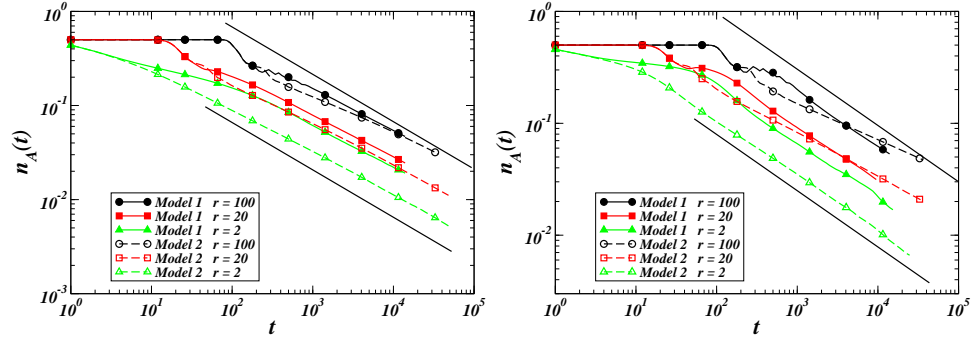 10^0
10^-1
10^-2
10^-3
n_A(t)
Model 1 r = 100
Model 1 r = 20
Model 1 r = 2
Model 2 r = 100
Model 2 r = 20
Model 2 r = 2
10^0 10^1 10^2 10^3 10^4 10^5
t
10^0
10^-1
10^-2
n_A(t)
Model 1 r = 100
Model 1 r = 20
Model 1 r = 2
Model 2 r = 100
Model 2 r = 20
Model 2 r = 2
10^0 10^1 10^2 10^3 10^4 10^5
t